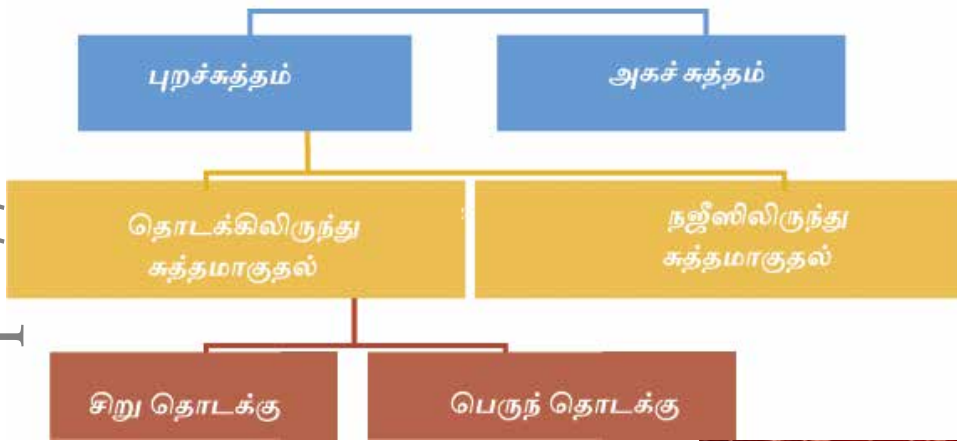 புறச்சுத்தம்
அகச் சுத்தம்
தொடக்கிலிருந்து
சுத்தமாகுதல்
நஜீஸிலிருந்து
சுத்தமாகுதல்
சிறு தொடக்கு
பெருந் தொடக்கு